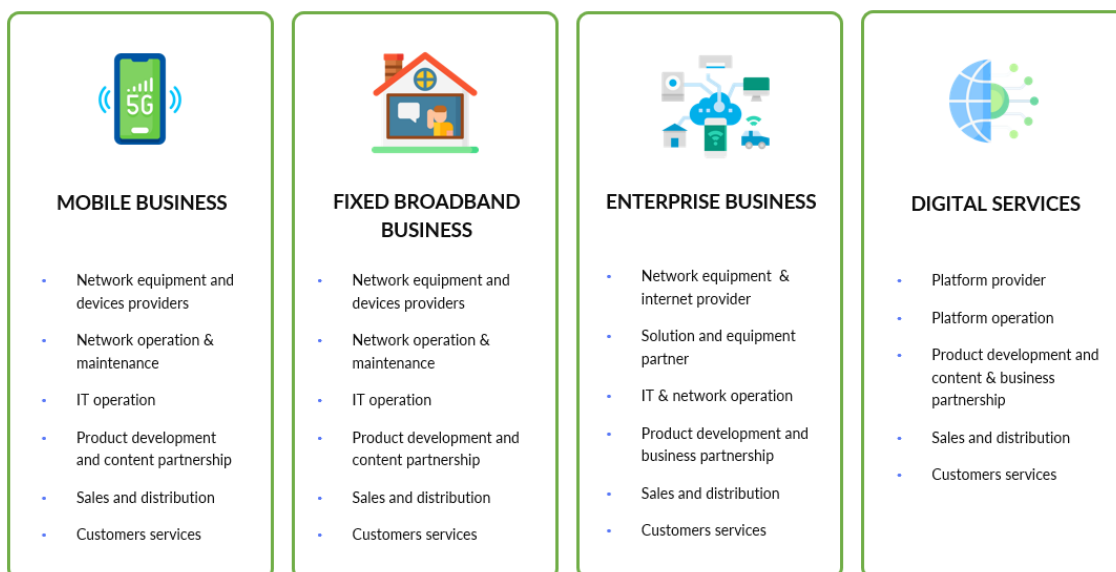 5G
MOBILE BUSINESS
Network equipment and
devices providers
Network operation &
maintenance
IT operation
Product development
and content partnership
Sales and distribution
Customers services
FIXED BROADBAND
BUSINESS
Network equipment and
devices providers
Network operation &
maintenance
IT operation
Product development and
content partnership
Sales and distribution
Customers services
ENTERPRISE BUSINESS
Network equipment  &
internet provider
Solution and equipment
partner
IT & network operation
Product development and
business partnership
Sales and distribution
Customers services
DIGITAL SERVICES
Platform provider
Platform operation
Product development and
content & business
partnership
Sales and distribution
Customers services